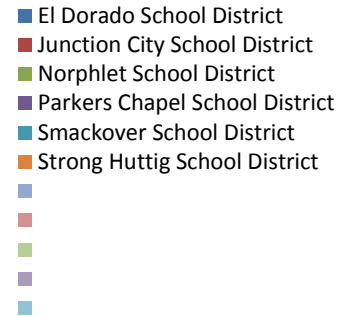 El Dorado School District
Junction City School District
Norphlet School District
Parkers Chapel School District
Smackover School District
Strong Huttig School District